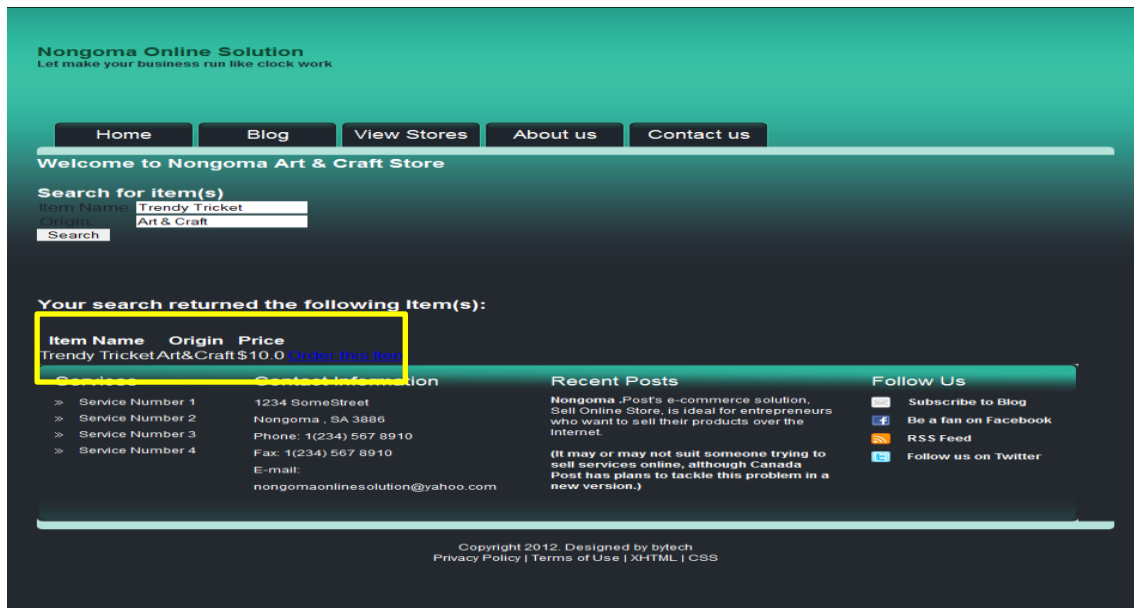 Nongoma Online Solution
Let make your business run like clock work
Home Blog View Stores About us Contact us
Welcome to Nongoma Art & Craft Store
Search for item(s)
Item Name: Trendy Tricket
Origin: Art & Craft
Search
Your search returned the following Item(s):
Item Name Origin Price
Trendy Tricket Art&Craft $10.0 Order this Item
Services
» Service Number 1
» Service Number 2
» Service Number 3
» Service Number 4
Contact Information
1234 SomeStreet
Nongoma , SA 3886
Phone: 1(234) 567 8910
Fax: 1(234) 567 8910
E-mail:
nongomaonlinesolution@yahoo.com
Recent Posts
Nongoma .Post's e-commerce solution,
Sell Online Store, is ideal for entrepreneurs
who want to sell their products over the
Internet.
(It may or may not suit someone trying to
sell services online, although Canada
Post has plans to tackle this problem in a
new version.)
Follow Us
Subscribe to Blog
Be a fan on Facebook
RSS Feed
Follow us on Twitter
Copyright 2012. Designed by bytech
Privacy Policy | Terms of Use | XHTML | CSS